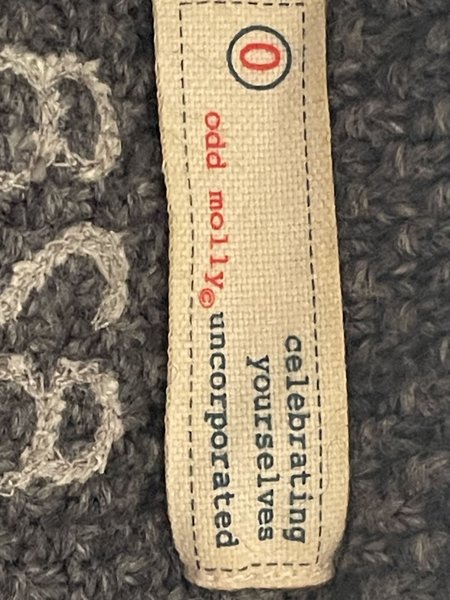 0
celebrating
yourselves
odd molly© uncorporated